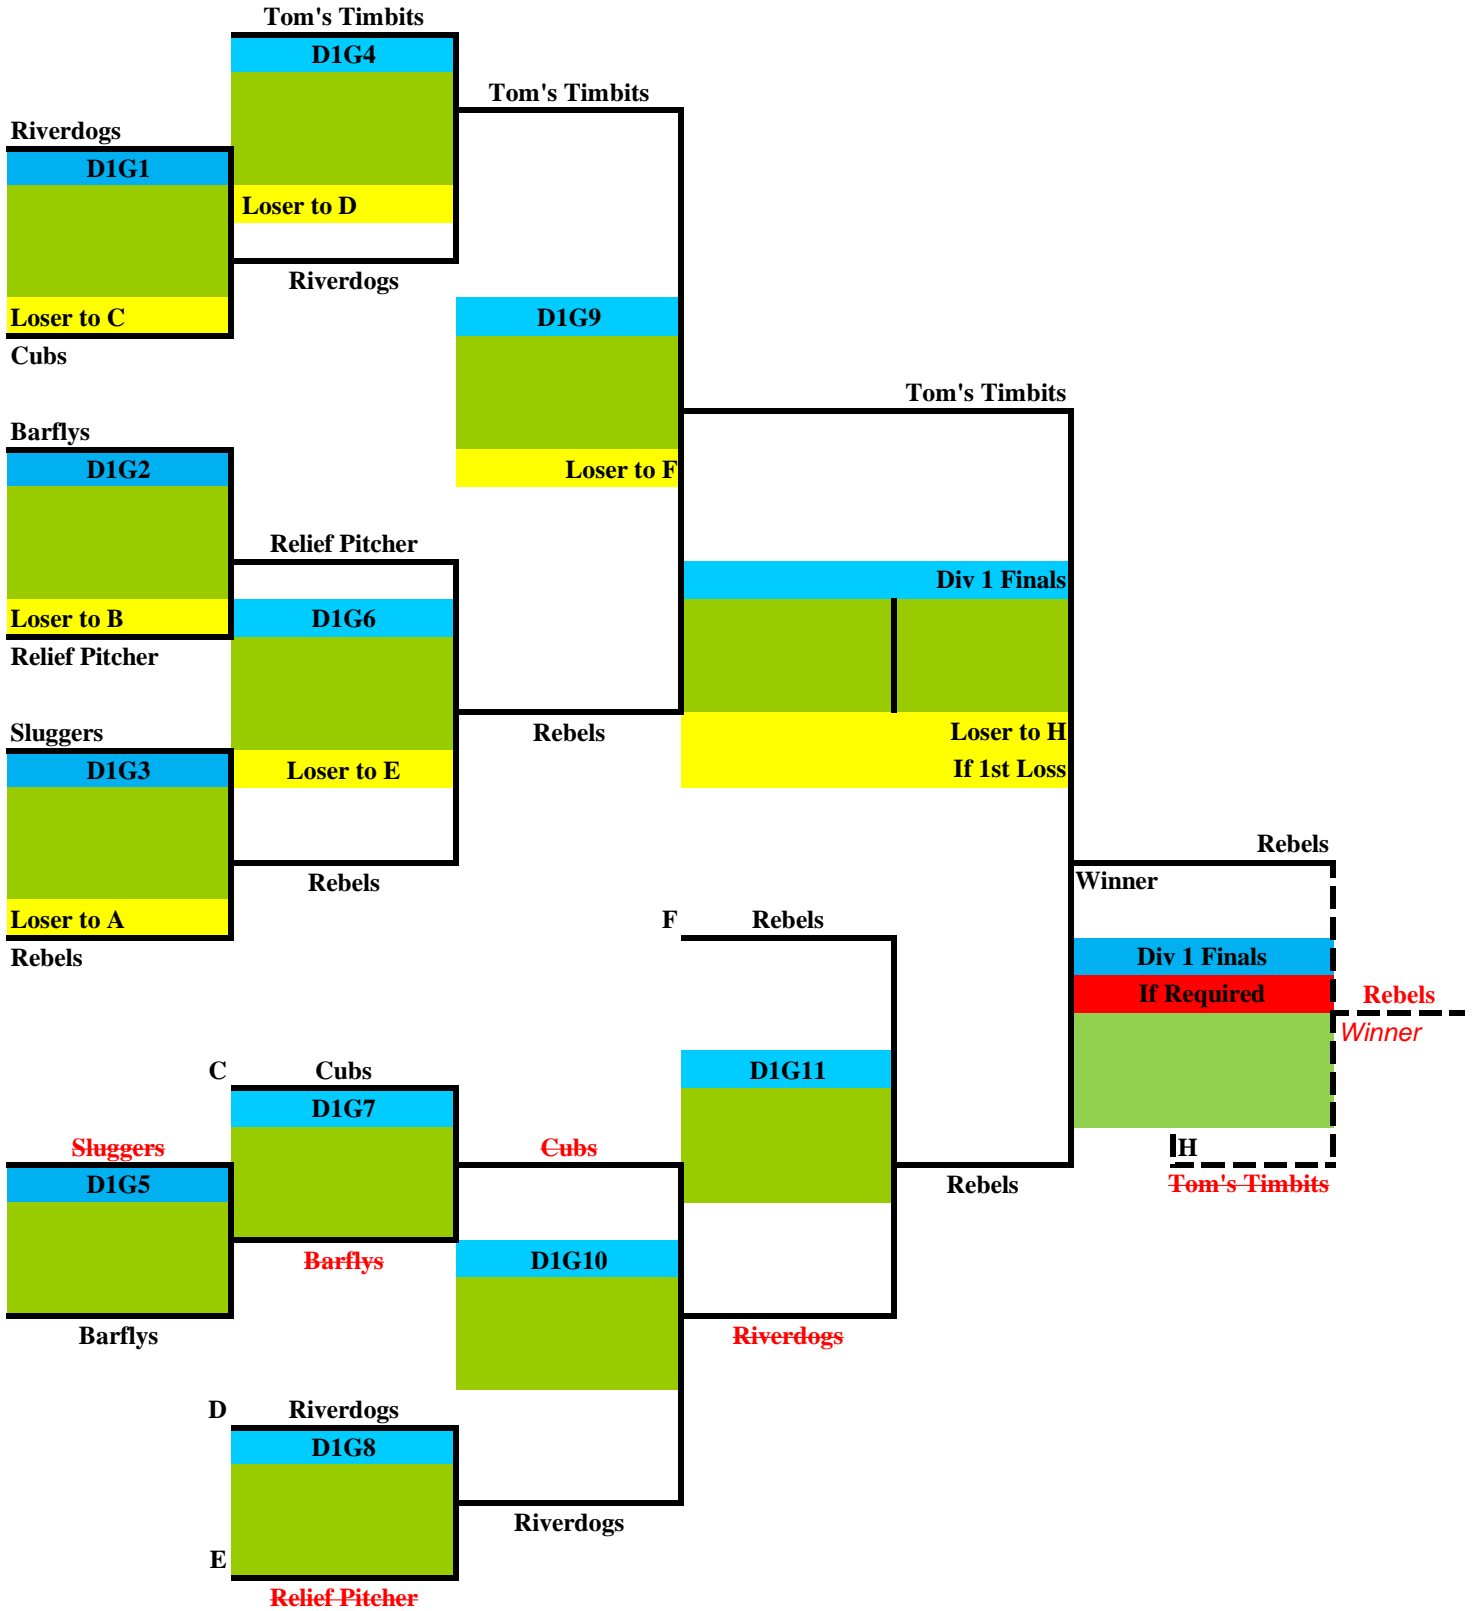 Tom's Timbits
D1G4
Tom's Timbits
Riverdogs
D1G1
Loser to D
Riverdogs
Loser to C
D1G9
Cubs
Tom's Timbits
Barflys
D1G2
Loser to F
Relief Pitcher
Div 1 Finals
Loser to B
D1G6
Relief Pitcher
Sluggers
Rebels
Loser to H
D1G3
Loser to E
If 1st Loss
Rebels
Rebels
Winner
Loser to A
F
Rebels
Rebels
Div 1 Finals
If Required
Rebels
Winner
C
Cubs
D1G11
D1G7
Sluggers
Cubs
H
D1G5
Rebels
Tom's Timbits
Barflys
D1G10
Barflys
Riverdogs
D
Riverdogs
D1G8
Riverdogs
E
Relief Pitcher